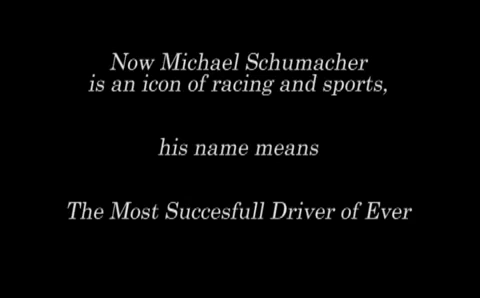 Now Michael Schumacher
is an icon of racing and sports,
his name means
The Most Succesfull Driver of Ever